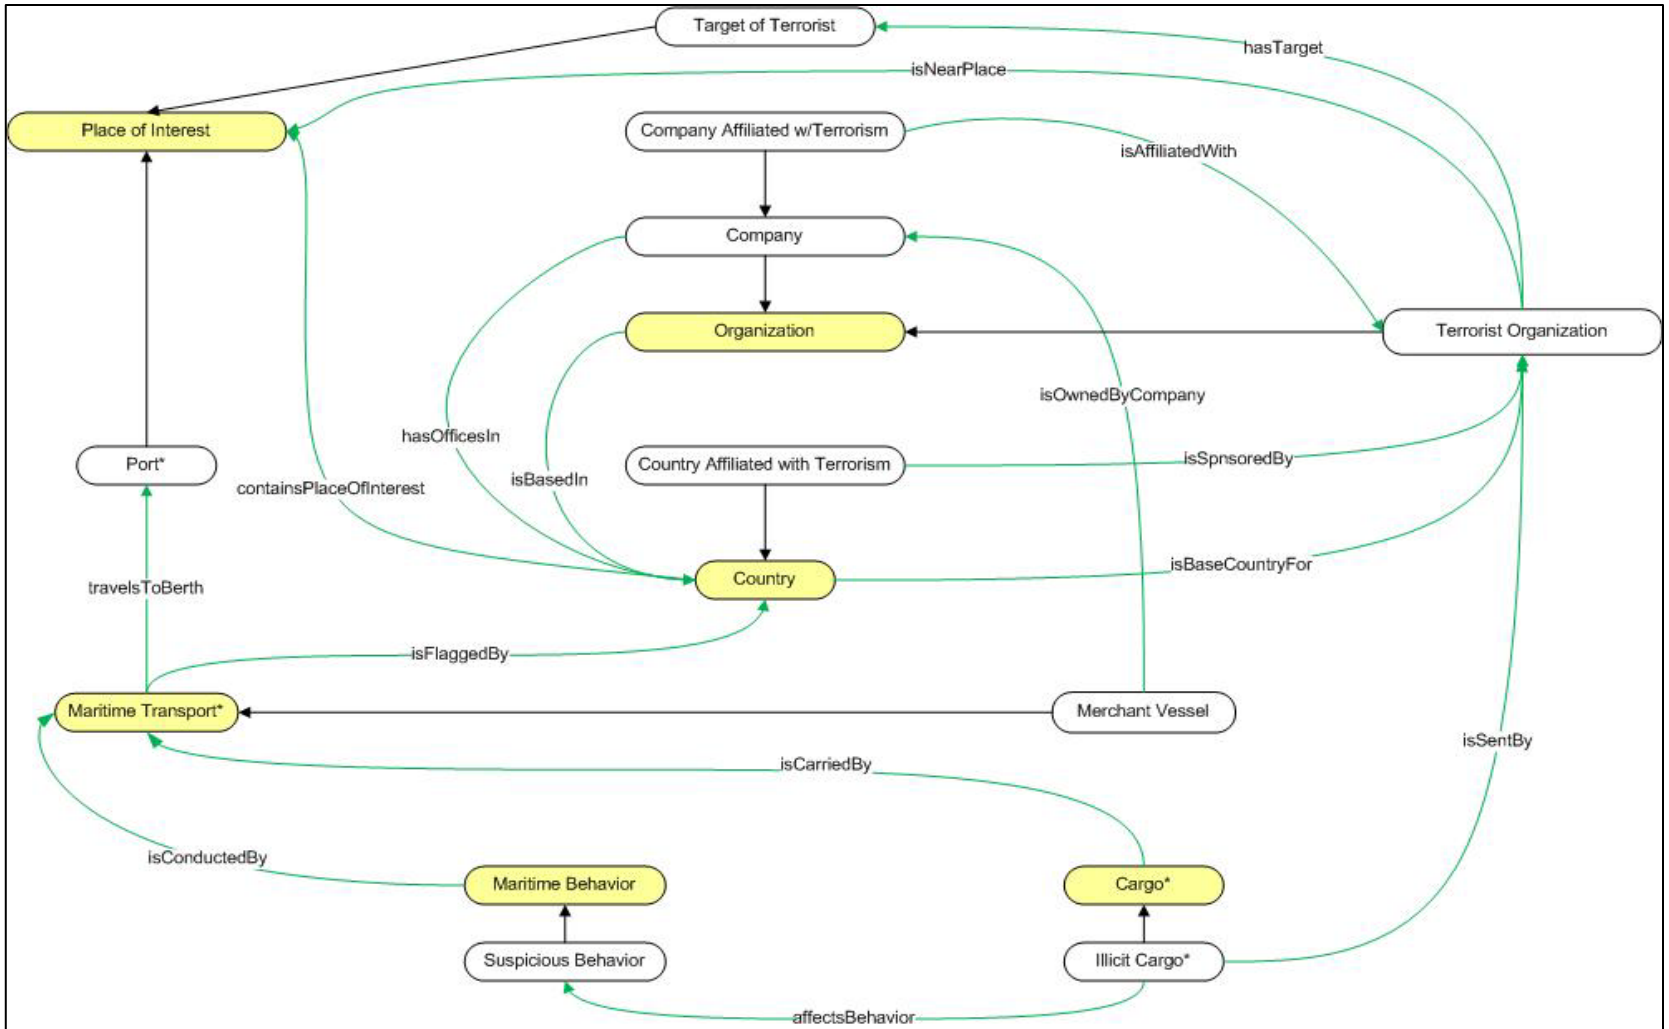 Target of Terrorist
hasTarget
isNearPlace
Place of Interest
Company Affiliated w/Terrorism
isAffiliatedWith
Company
Organization
Terrorist Organization
isOwnedByCompany
hasOfficesIn
Port*
Country Affiliated with Terrorism
isSpnsoredBy
isBasedIn
containsPlaceOfInterest
isBaseCountryFor
Country
travelsToBerth
isFlaggedBy
Maritime Transport*
Merchant Vessel
isSentBy
isCarriedBy
isConductedBy
Maritime Behavior
Cargo*
Suspicious Behavior
Illicit Cargo*
affectsBehavior